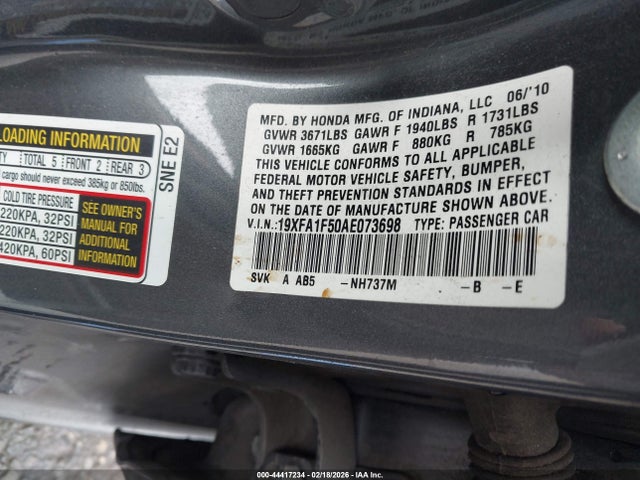 LOADING INFORMATION
TOTAL 5 FRONT 2 REAR 3
cargo should never exceed 385kg or 850lbs.
COLD TIRE PRESSURE
220KPA, 32PSI
220KPA, 32PSI
420KPA, 60PSI
SEE OWNER'S
MANUAL FOR
ADDITIONAL
INFORMATION
SNE E2
MFD. BY HONDA MFG. OF INDIANA, LLC 06/'10
GVWR 3671LBS GAWR F 1940LBS R 1731LBS
GVWR 1665KG GAWR F 880KG R 785KG
THIS VEHICLE CONFORMS TO ALL APPLICABLE
FEDERAL MOTOR VEHICLE SAFETY, BUMPER,
AND THEFT PREVENTION STANDARDS IN EFFECT
ON THE DATE OF MANUFACTURE SHOWN ABOVE.
V.I.N.:19XFA1F50AE073698 TYPE: PASSENGER CAR
SVK A AB5 -NH737M -B -E
000-44417234 - 02/18/2026 - IAA414.com